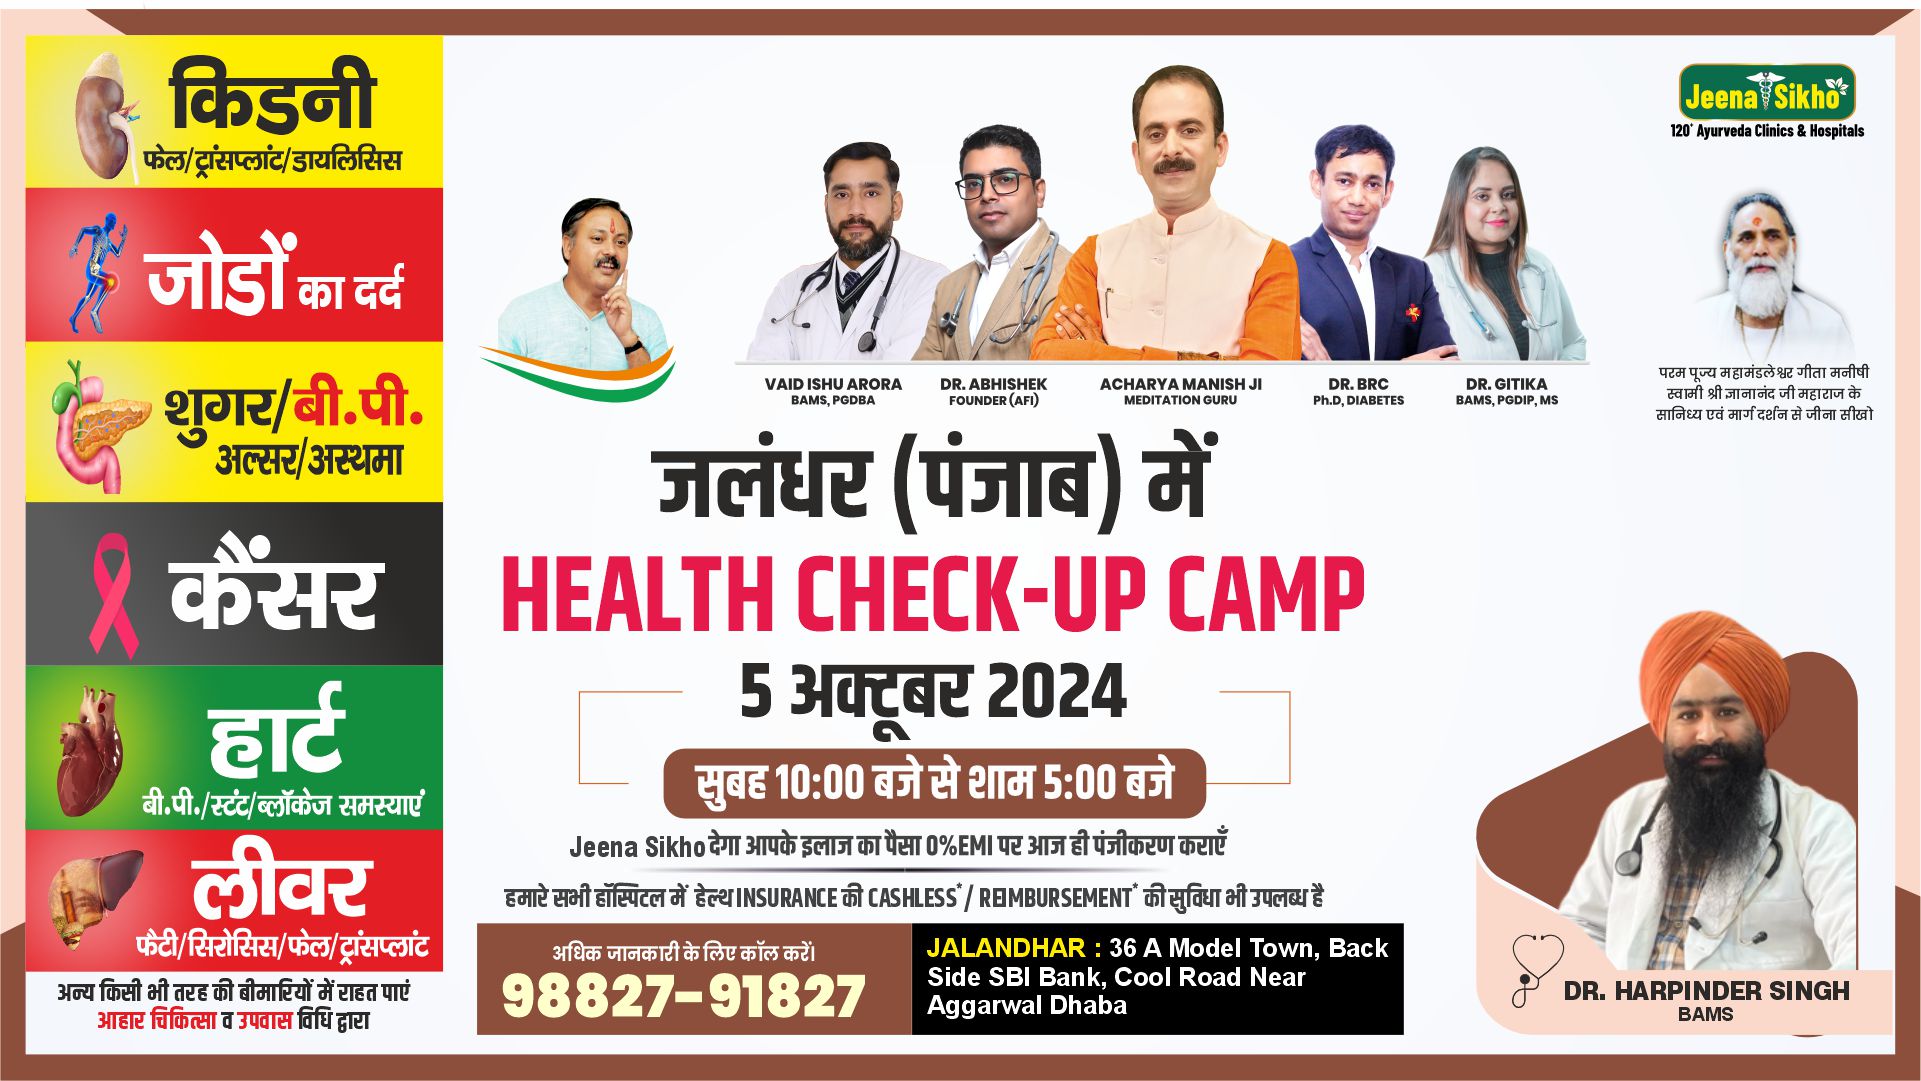 किडनी
फेल/ट्रांसप्लांट/डायलिसिस
जोडों का दर्द
शुगर/बी.पी.
अल्सर/अस्थमा
कैंसर
हार्ट
बी.पी./स्टंट/ब्लॉकेज समस्याएं
लीवर
फैटी/सिरोसिस/फेल/ट्रांसप्लांट
अन्य किसी भी तरह की बीमारियों में राहत पाएं
आहार चिकित्सा व उपवास विधि द्वारा
Jeena Sikho
120+ Ayurveda Clinics & Hospitals
VAID ISHU ARORA
BAMS, PGDBA
DR. ABHISHEK
FOUNDER (AFI)
ACHARYA MANISH JI
MEDITATION GURU
DR. BRC
Ph.D, DIABETES
DR. GITIKA
BAMS, PGDIP, MS
परम पूज्य महामंडलेश्वर गीता मनीषी
स्वामी श्री ज्ञानानंद जी महाराज के
सानिध्य एवं मार्ग दर्शन से जीना सीखो
जलंधर (पंजाब) में
HEALTH CHECK-UP CAMP
5 अक्टूबर 2024
सुबह 10:00 बजे से शाम 5:00 बजे
Jeena Sikho देगा आपके इलाज का पैसा 0%EMI पर आज ही पंजीकरण कराएँ
हमारे सभी हॉस्पिटल में हेल्थ INSURANCE की CASHLESS*/ REIMBURSEMENT* की सुविधा भी उपलब्ध है
अधिक जानकारी के लिए कॉल करें।
98827-91827
JALANDHAR : 36 A Model Town, Back
Side SBI Bank, Cool Road Near
Aggarwal Dhaba
DR. HARPINDER SINGH
BAMS